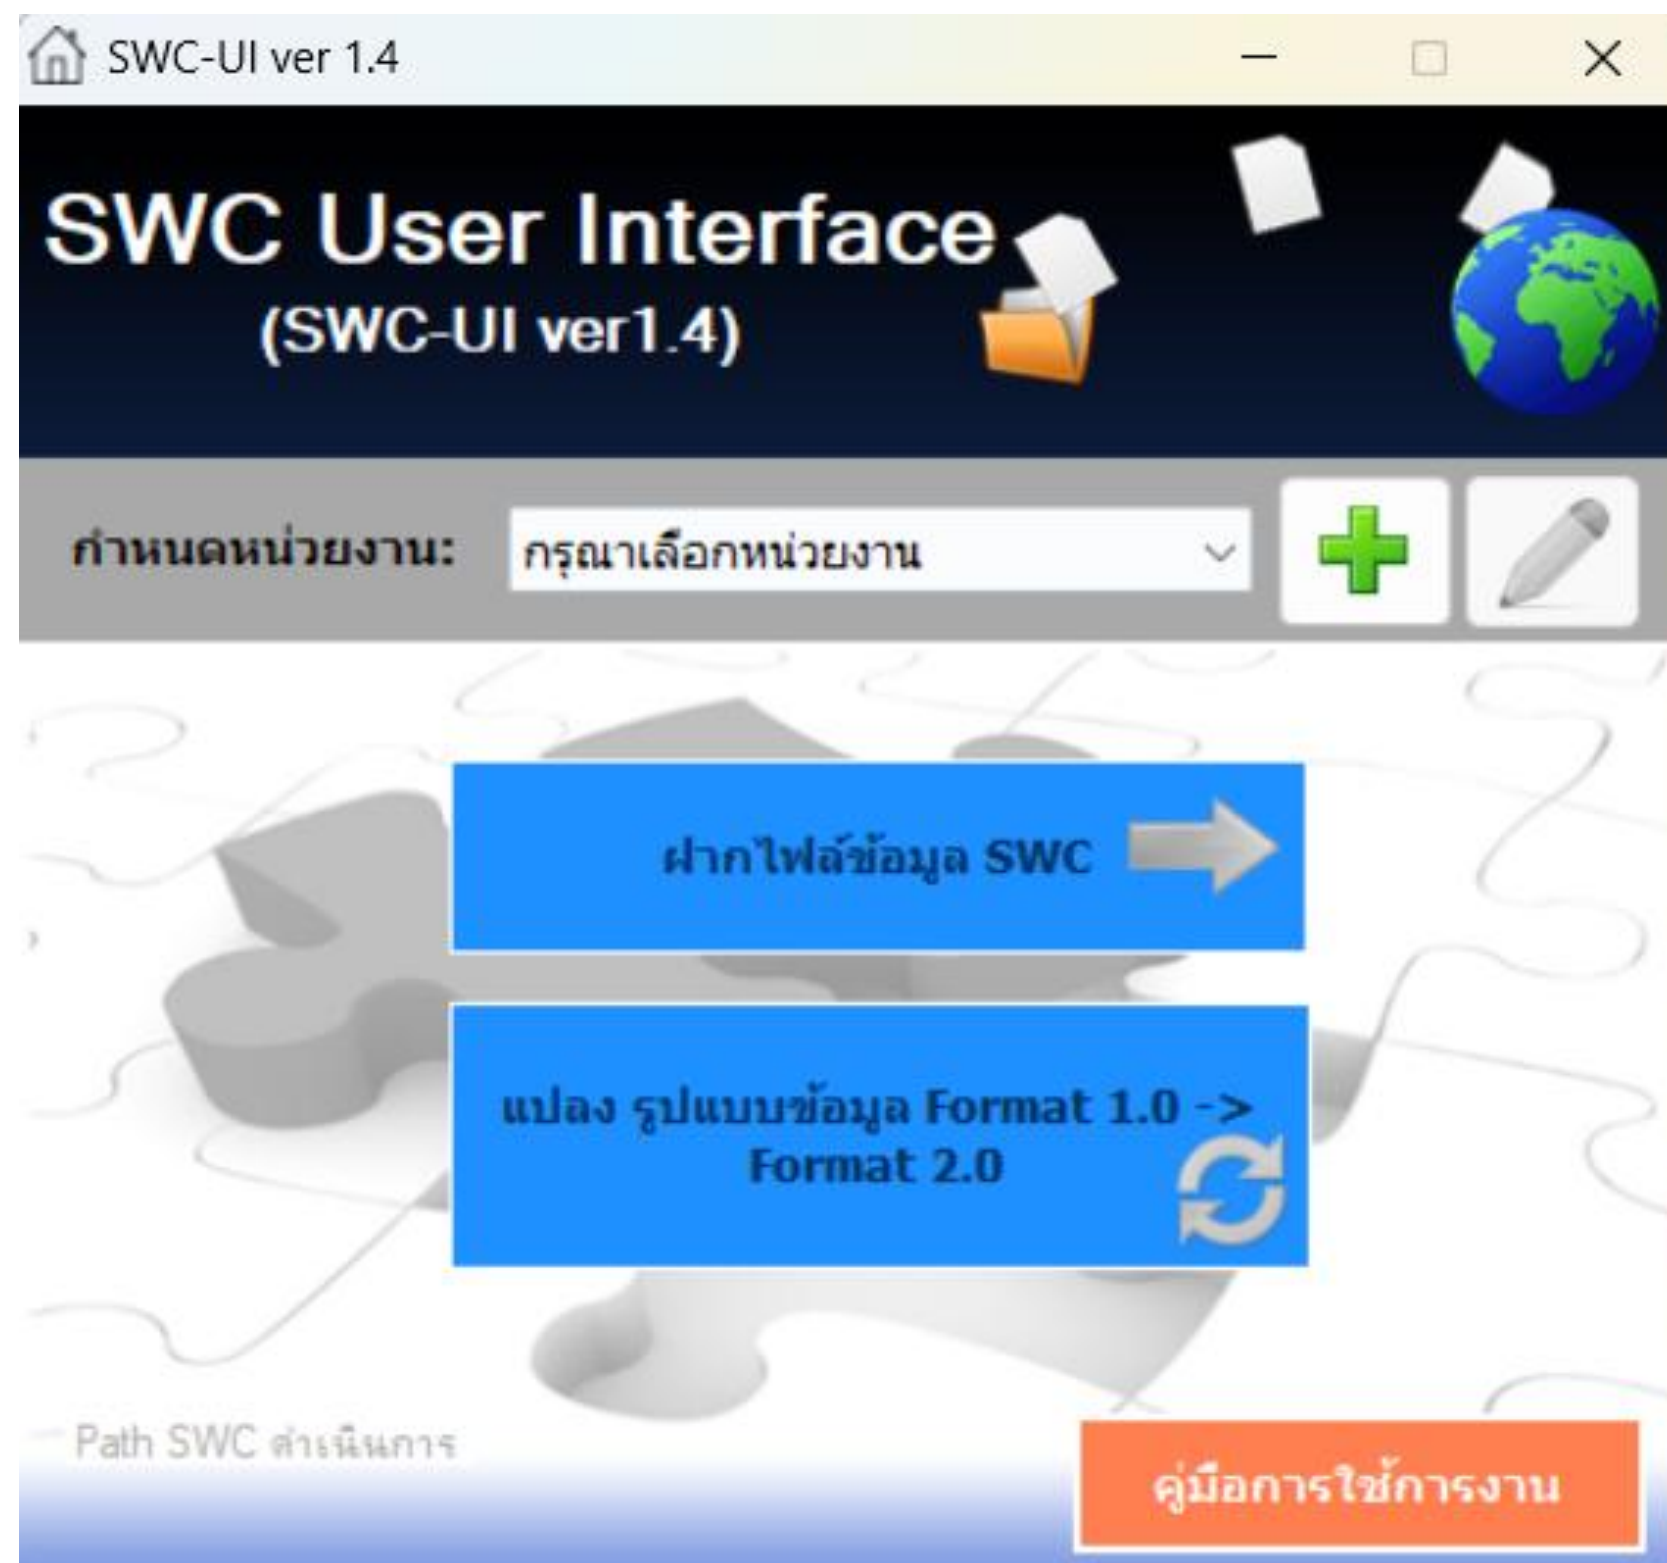 SWC-UI ver 1.4
SWC User Interface
(SWC-UI ver1.4)
กำหนดหน่วยงาน:
กรุณาเลือกหน่วยงาน
ฝากไฟล์ข้อมูล SWC
แปลง รูปแบบข้อมูล Format 1.0 ->
Format 2.0
Path SWC ดำเนินการ
คู่มือการใช้การงาน